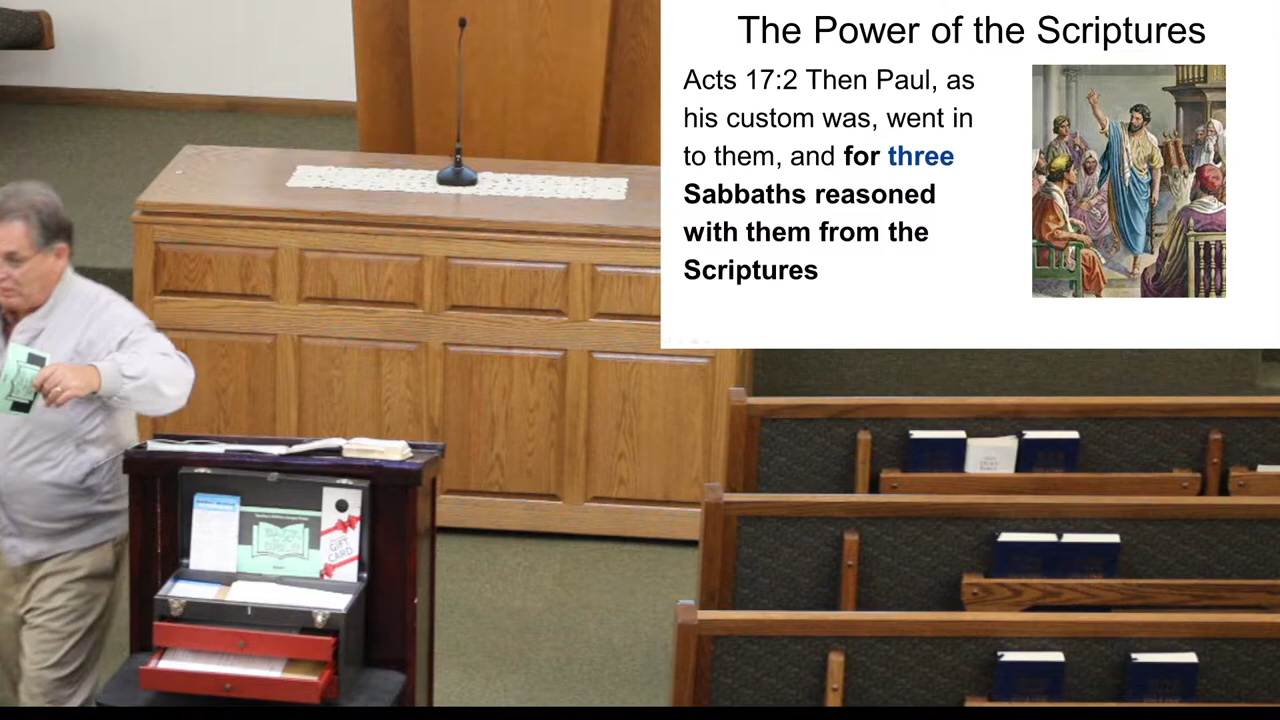 The Power of the Scriptures
Acts 17:2 Then Paul, as
his custom was, went in
to them, and for three
Sabbaths reasoned
with them from the
Scriptures
GIFT
CARD